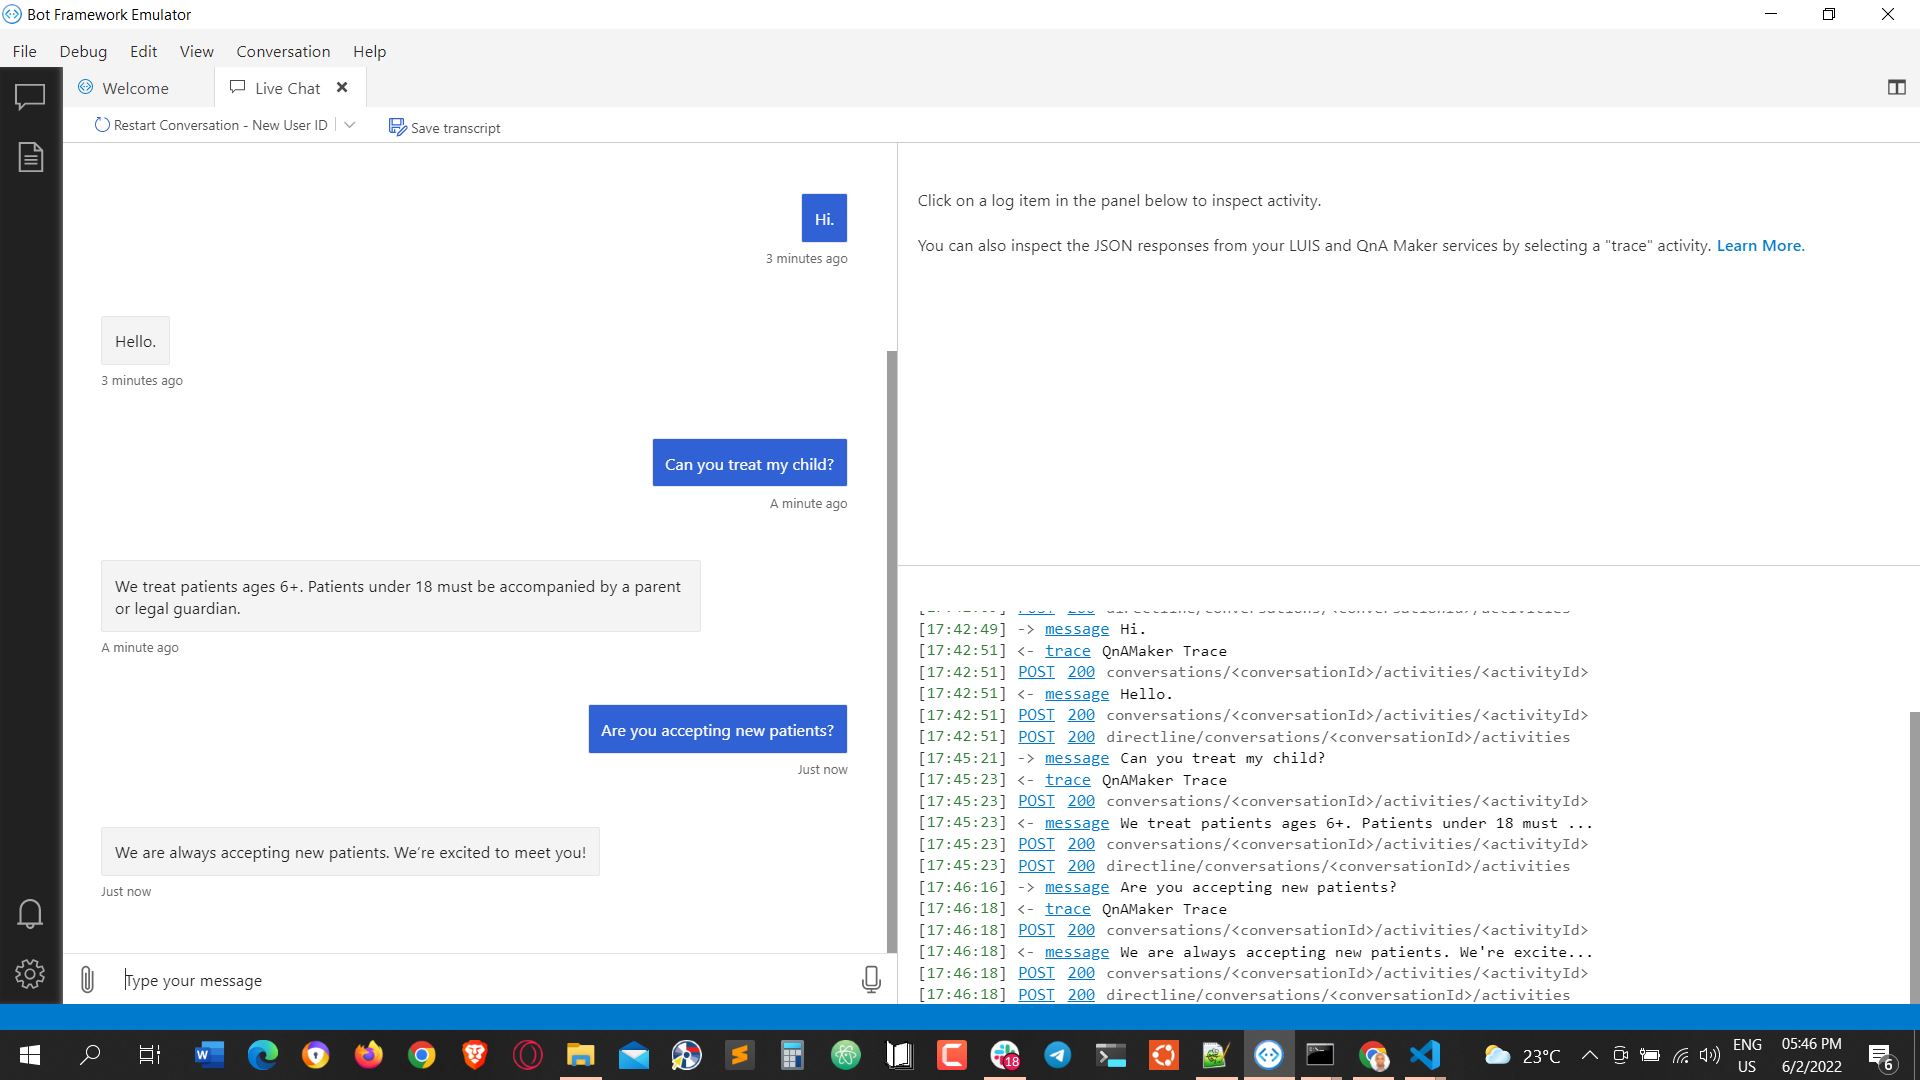 Bot Framework Emulator
File Debug Edit View Conversation Help
Welcome Live Chat
Restart Conversation - New User ID Save transcript
Hi.
3 minutes ago
Hello.
3 minutes ago
Can you treat my child?
A minute ago
We treat patients ages 6+. Patients under 18 must be accompanied by a parent
or legal guardian.
A minute ago
Are you accepting new patients?
Just now
We are always accepting new patients. We're excited to meet you!
Just now
Type your message
Click on a log item in the panel below to inspect activity.
You can also inspect the JSON responses from your LUIS and QnA Maker services by selecting a "trace" activity. Learn More.
POST 200 directline/conversations/<conversationId>/activities
[17:42:49] -> message Hi.
[17:42:51] <- trace QnAMaker Trace
[17:42:51] POST 200 conversations/<conversationId>/activities/<activityId>
[17:42:51] <- message Hello.
[17:42:51] POST 200 conversations/<conversationId>/activities/<activityId>
[17:42:51] POST 200 directline/conversations/<conversationId>/activities
[17:45:21] -> message Can you treat my child?
[17:45:23] <- trace QnAMaker Trace
[17:45:23] POST 200 conversations/<conversationId>/activities/<activityId>
[17:45:23] <- message We treat patients ages 6+. Patients under 18 must ...
[17:45:23] POST 200 conversations/<conversationId>/activities/<activityId>
[17:45:23] POST 200 directline/conversations/<conversationId>/activities
[17:46:16] -> message Are you accepting new patients?
[17:46:18] <- trace QnAMaker Trace
[17:46:18] POST 200 conversations/<conversationId>/activities/<activityId>
[17:46:18] <- message We are always accepting new patients. We're excite...
[17:46:18] POST 200 conversations/<conversationId>/activities/<activityId>
[17:46:18] POST 200 directline/conversations/<conversationId>/activities
18
23°C
ENG
US
05:46 PM
6/2/2022
6